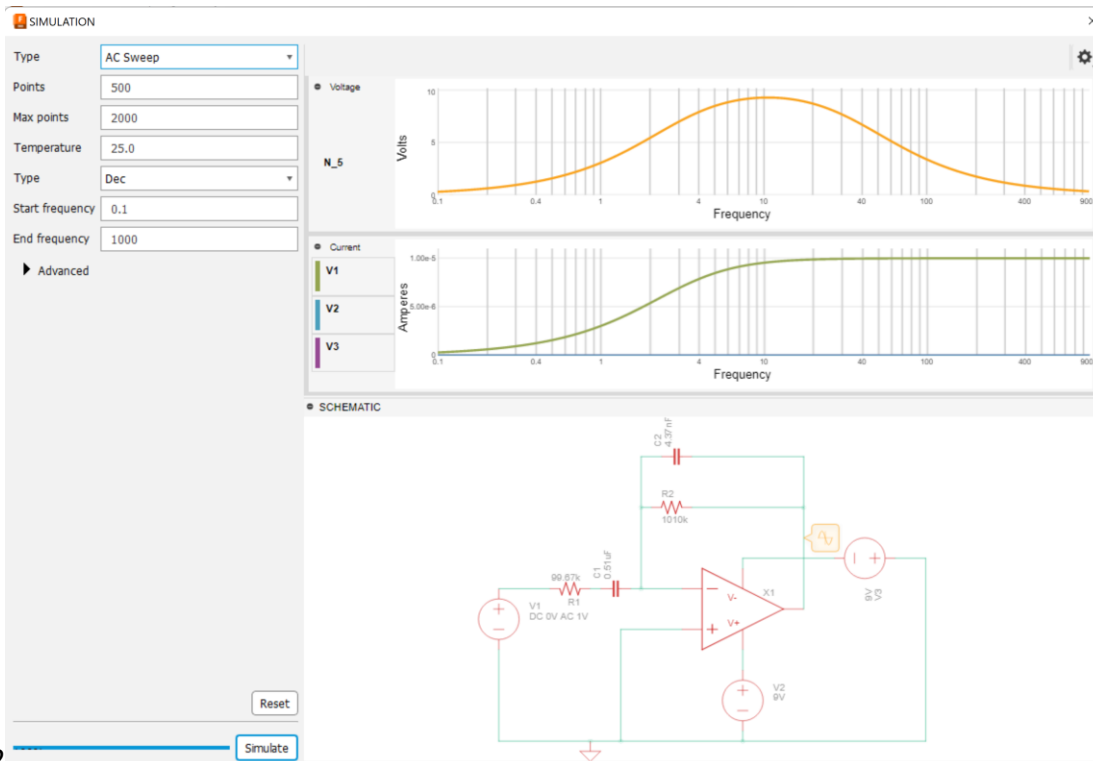 SIMULATION
Type AC Sweep
Points 500
Max points 2000
Temperature 25.0
Type Dec
Start frequency 0.1
End frequency 1000
Advanced
Reset
Simulate
Voltage
N_5
Volts
10
5
0
0.1 0.4 1 4 10 40 100 400 900
Frequency
Current
V1
V2
V3
Amperes
1.00e-5
5.00e-6
0
0.1 0.4 1 4 10 40 100 400 900
Frequency
SCHEMATIC
C2
4.37nF
R2
1010k
99.67k
R1
C1
0.51uF
V1
DC 0V AC 1V
X1
V-
V+
V3
9V
V2
9V